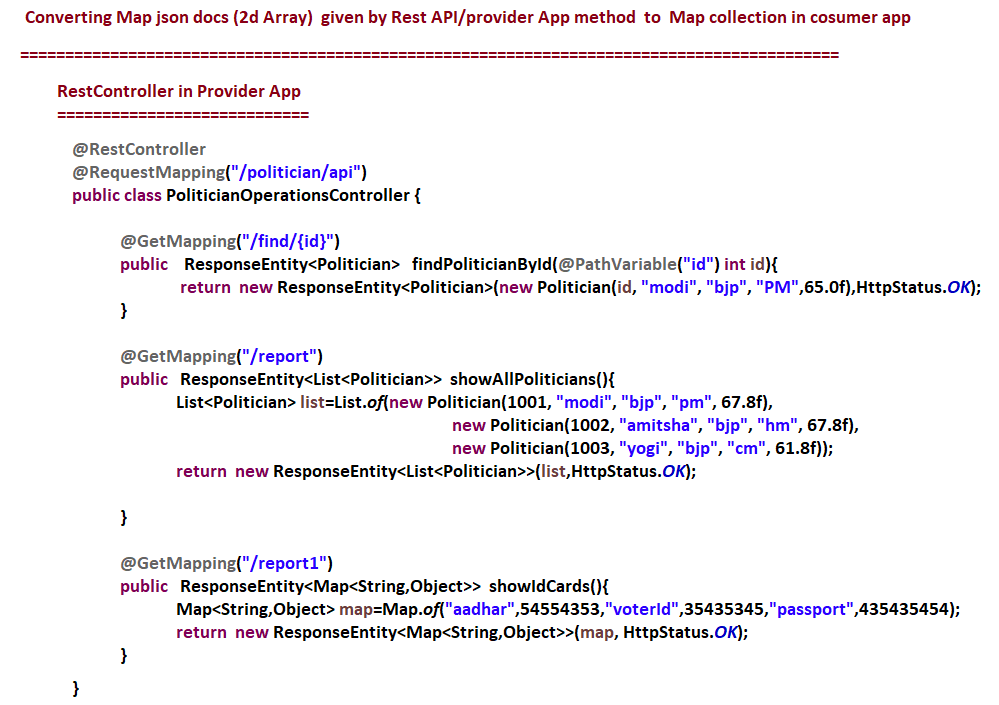 Converting Map json docs (2d Array)  given by Rest API/provider App method  to  Map collection in cosumer app
===========================================================================================
RestController in Provider App
============================
@RestController
@RequestMapping("/politician/api")
public class PoliticianOperationsController {
@GetMapping("/find/{id}")
public   ResponseEntity<Politician>  findPoliticianById(@PathVariable("id") int id){
return  new ResponseEntity<Politician>(new Politician(id, "modi", "bjp", "PM",65.0f),HttpStatus.OK);
}
@GetMapping("/report")
public  ResponseEntity<List<Politician>>  showAllPoliticians(){
List<Politician> list=List.of(new Politician(1001, "modi", "bjp", "pm", 67.8f),
new Politician(1002, "amitsha", "bjp", "hm", 67.8f),
new Politician(1003, "yogi", "bjp", "cm", 61.8f));
return  new ResponseEntity<List<Politician>>(list,HttpStatus.OK);
}
@GetMapping("/report1")
public  ResponseEntity<Map<String,Object>>  showIdCards(){
Map<String,Object> map=Map.of("aadhar",54554353,"voterId",35435345,"passport",435435454);
return  new ResponseEntity<Map<String,Object>>(map, HttpStatus.OK);
}
}